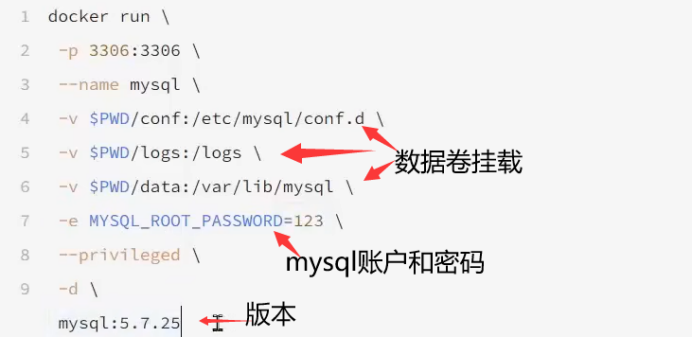 1 docker run \
2 -p 3306:3306 \
3 --name mysql \
4 -v $PWD/conf:/etc/mysql/conf.d \
5 -v $PWD/logs:/logs \
数据卷挂载
6 -v $PWD/data:/var/lib/mysql \
7 -e MYSQL_ROOT_PASSWORD=123 \
8 --privileged \
mysql账户和密码
9 -d \
mysql:5.7.25
版本